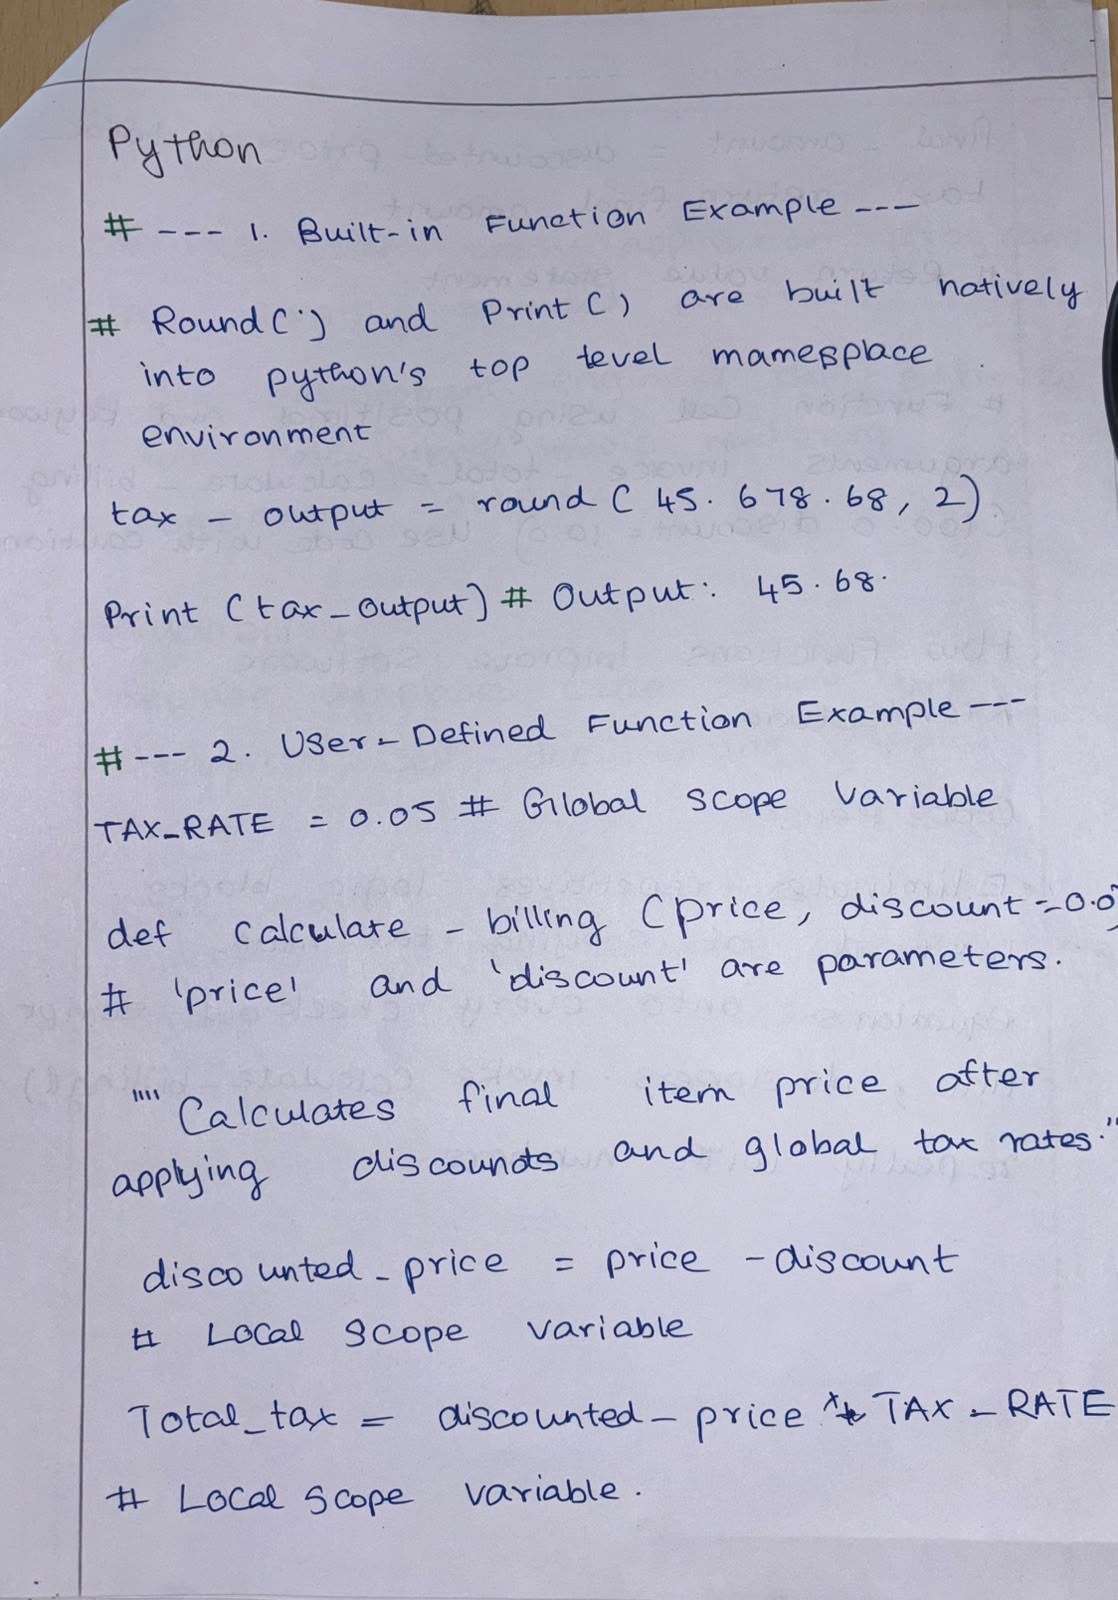 Python
# --- 1. Built-in Function Example ---
# Round(') and Print() are built natively
into python's top level mamesplace
environment
tax - output = round (45.678.68, 2)
Print (tax_output) # Output: 45.68.
#--- 2. User-Defined Function Example ---
TAX_RATE = 0.05 # Global scope Variable
def calculate - billing (price, discount=0.0)
# 'price' and 'discount' are parameters.
"" Calculates final item price after
applying discounts and global tax rates."
discounted - price = price - discount
# Local scope variable
Total_tax = discounted - price * TAX - RATE
# Local scope variable.